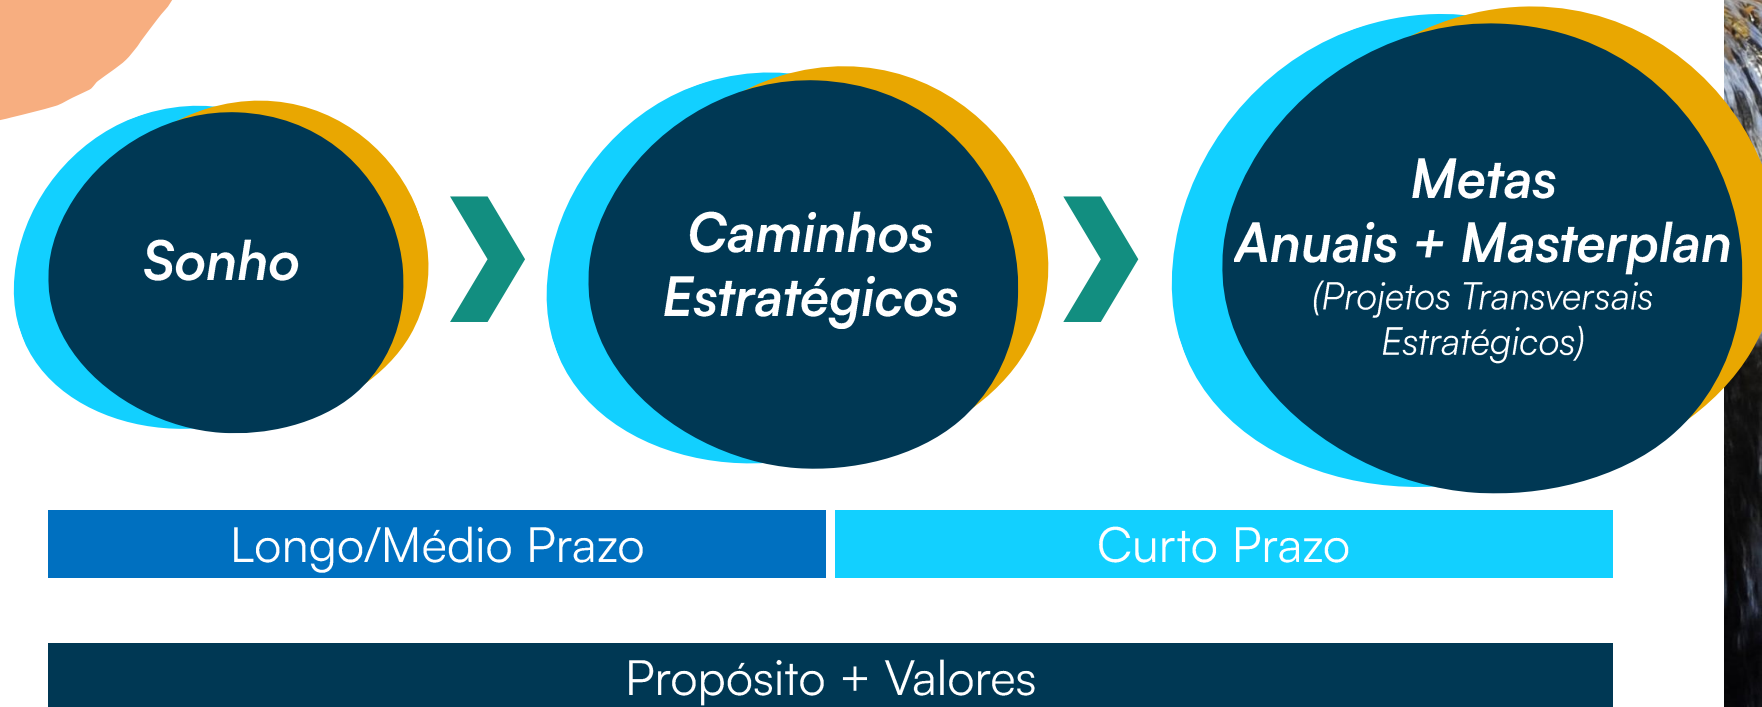 Sonho
Caminhos
Estratégicos
Metas
Anuais + Masterplan
(Projetos Transversais
Estratégicos)
Longo/Médio Prazo
Curto Prazo
Propósito + Valores